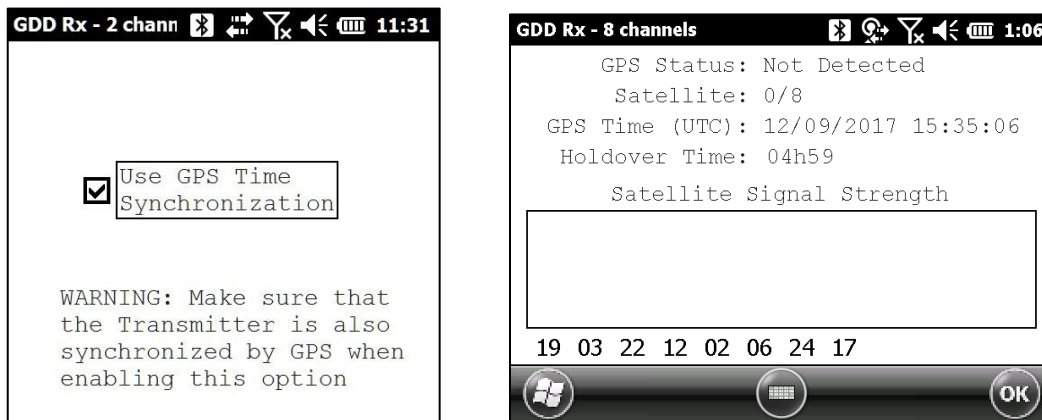 GDD Rx - 2 chann 11:31
Use GPS Time
Synchronization
WARNING: Make sure that
the Transmitter is also
synchronized by GPS when
enabling this option
GDD Rx - 8 channels 1:06
GPS Status: Not Detected
Satellite: 0/8
GPS Time (UTC): 12/09/2017 15:35:06
Holdover Time: 04h59
Satellite Signal Strength
19 03 22 12 02 06 24 17
OK